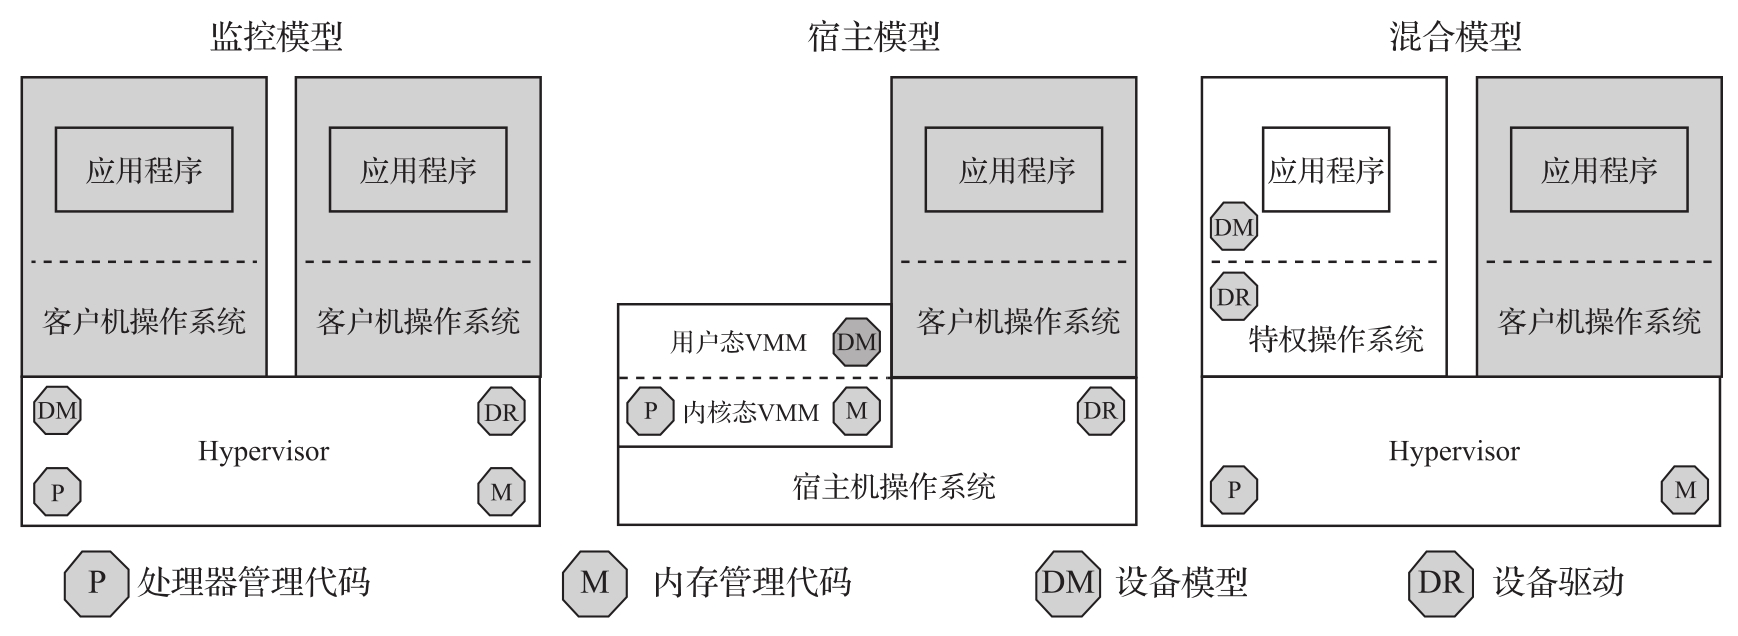 监控模型
应用程序
应用程序
客户机操作系统
客户机操作系统
DM
DR
Hypervisor
P
M
宿主模型
应用程序
客户机操作系统
用户态VMM
DM
P
内核态VMM
M
DR
宿主机操作系统
混合模型
应用程序
应用程序
DM
DR
特权操作系统
客户机操作系统
Hypervisor
P
M
P 处理器管理代码
M 内存管理代码
DM 设备模型
DR 设备驱动